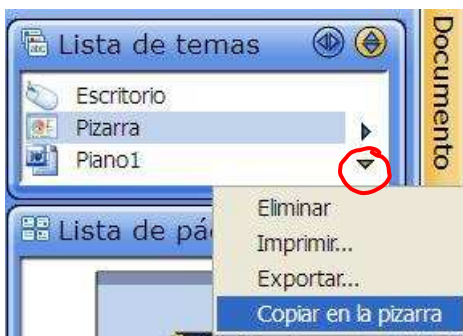 Lista de temas
Documento
Escritorio
Pizarra
Piano1
Eliminar
Lista de pá
Imprimir...
Exportar...
Copiar en la pizarra